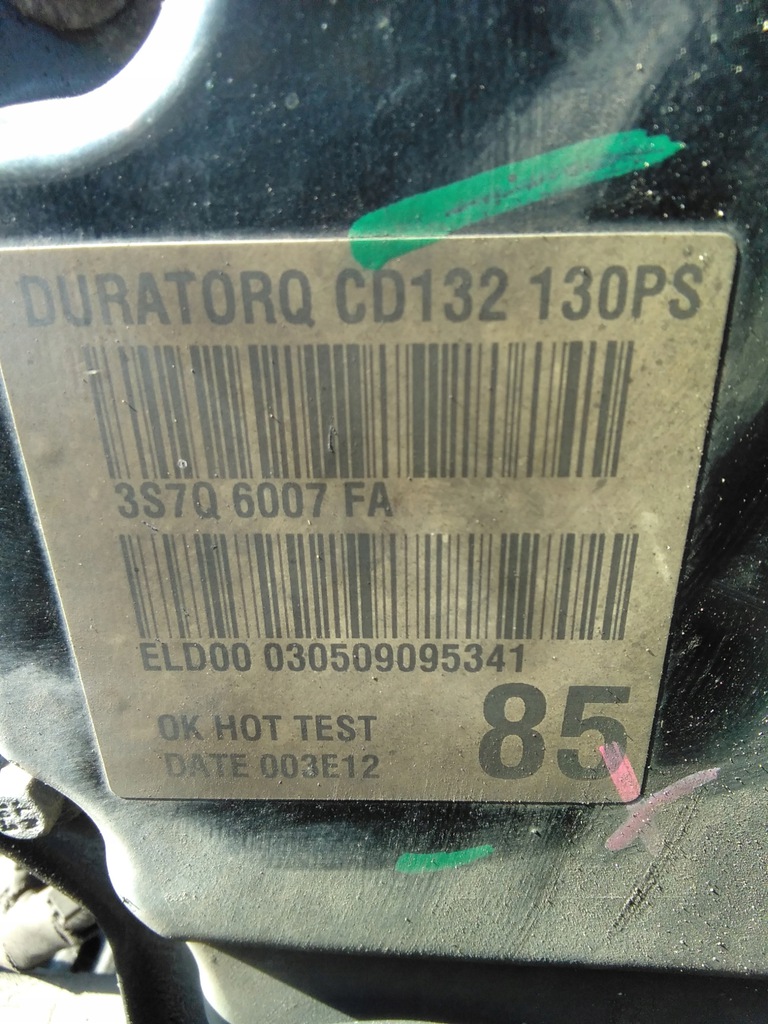 DURATORQ CD132 130PS
3S7Q 6007 FA
ELD00 030509095341
OK HOT TEST
DATE 003E12
85